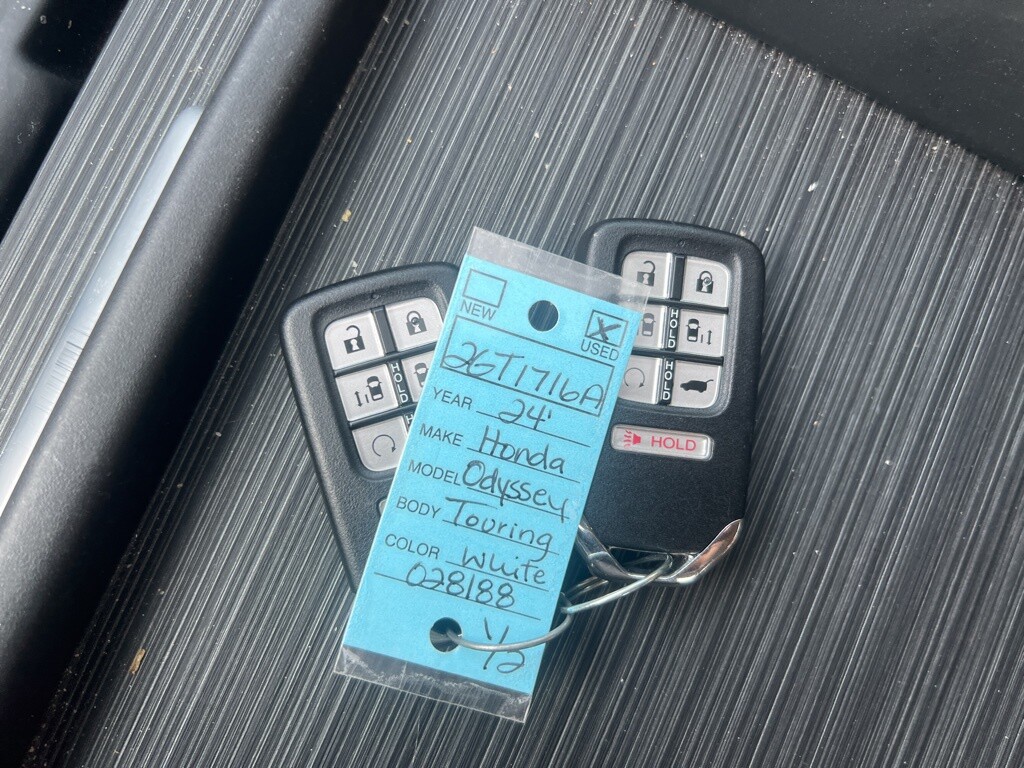 NEW
USED
26T1716A
YEAR 24'
MAKE Honda
MODEL Odyssey
BODY Touring
COLOR White
028188
1/2
HOLD
HOLD
HOLD
HOLD